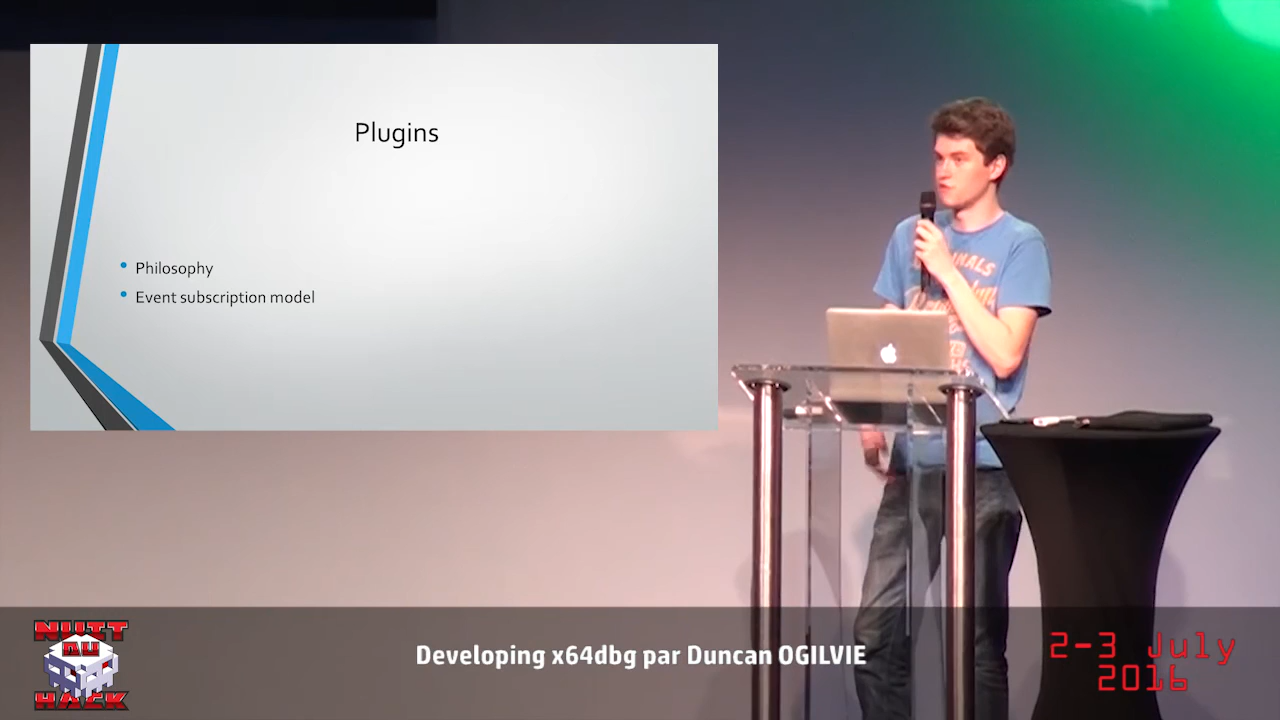 Plugins
Philosophy
Event subscription model
NUIT
DU
HACK
Developing x64dbg par Duncan OGILVIE
2-3 July
2016